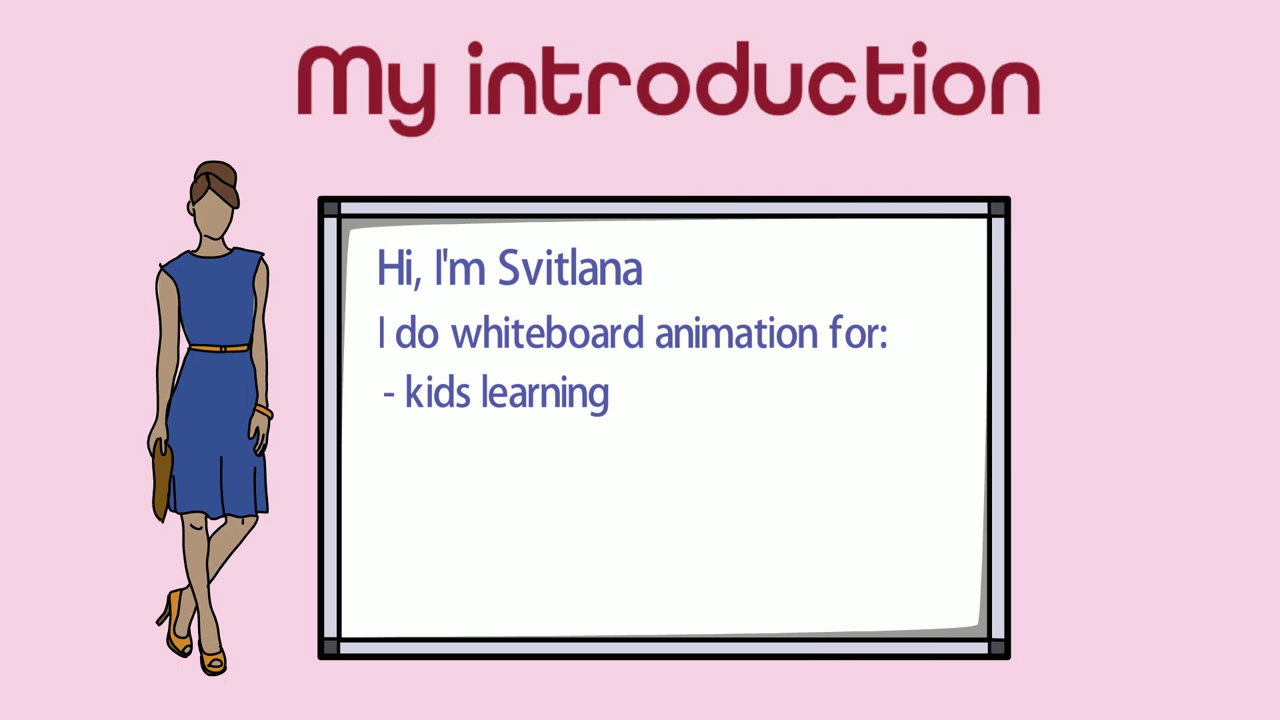 My introduction
Hi, I'm Svitlana
I do whiteboard animation for:
- kids learning